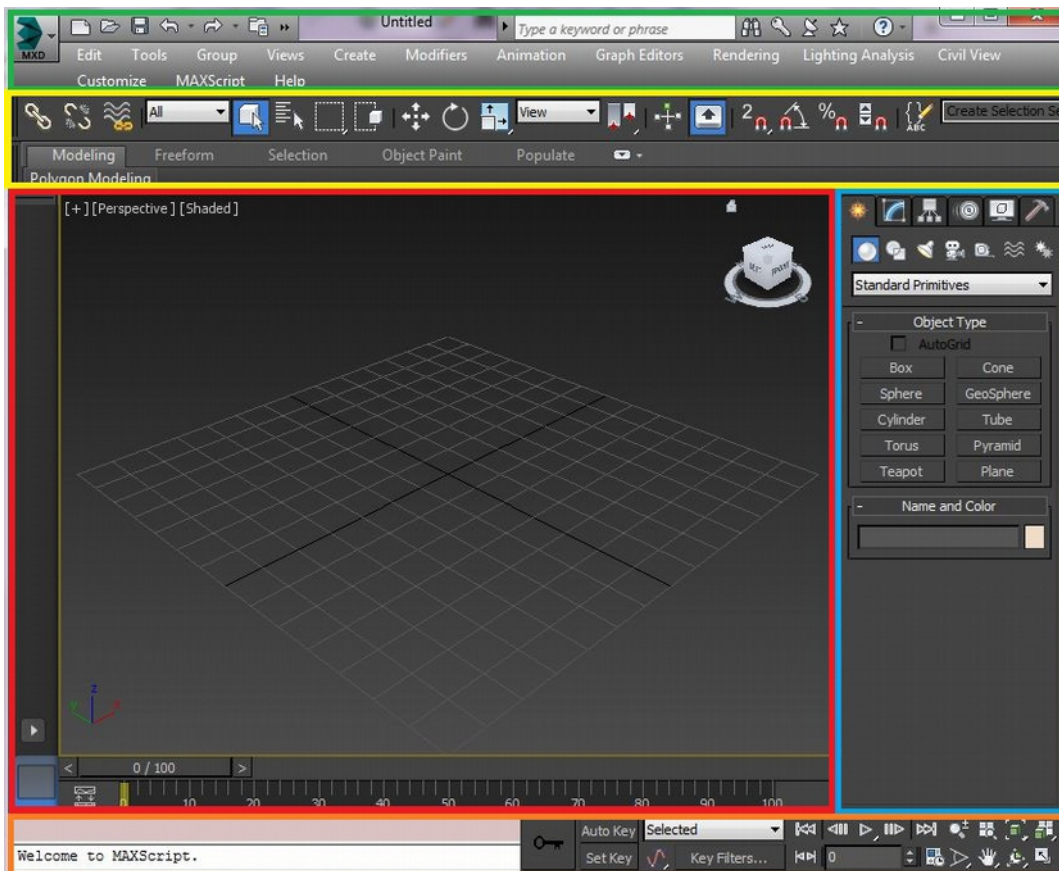 Untitled
Type a keyword or phrase
MXD
Edit Tools Group Views Create Modifiers Animation Graph Editors Rendering Lighting Analysis Civil View
Customize MAXScript Help
All
View
2
%
ABC
Create Selection Se
Modeling Freeform Selection Object Paint Populate
Polygon Modeling
[+][Perspective][Shaded]
Standard Primitives
- Object Type
AutoGrid
Box Cone
Sphere GeoSphere
Cylinder Tube
Torus Pyramid
Teapot Plane
- Name and Color
z
y x
< 0 / 100 >
0 10 20 30 40 50 60 70 80 90 100
Auto Key Selected
Welcome to MAXScript.
Set Key Key Filters... 0